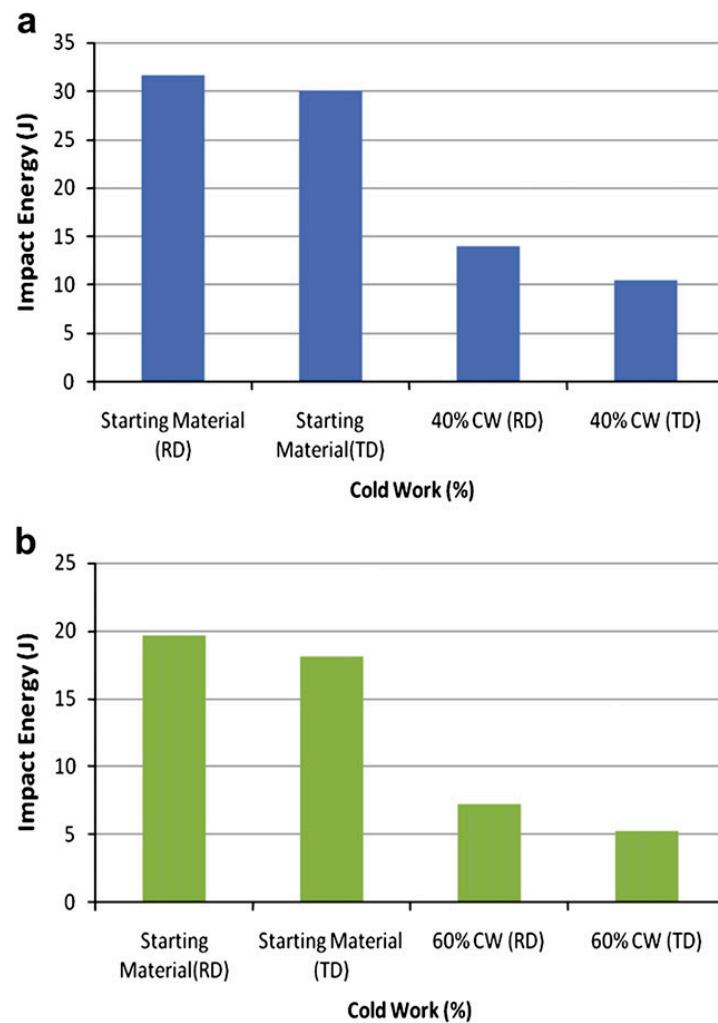 a
Impact Energy (J)
35
30
25
20
15
10
5
0
Starting Material
(RD)
Starting
Material(TD)
40% CW (RD)
40% CW (TD)
Cold Work (%)
b
Impact Energy (J)
25
20
15
10
5
0
Starting
Material(RD)
Starting Material
(TD)
60% CW (RD)
60% CW (TD)
Cold Work (%)